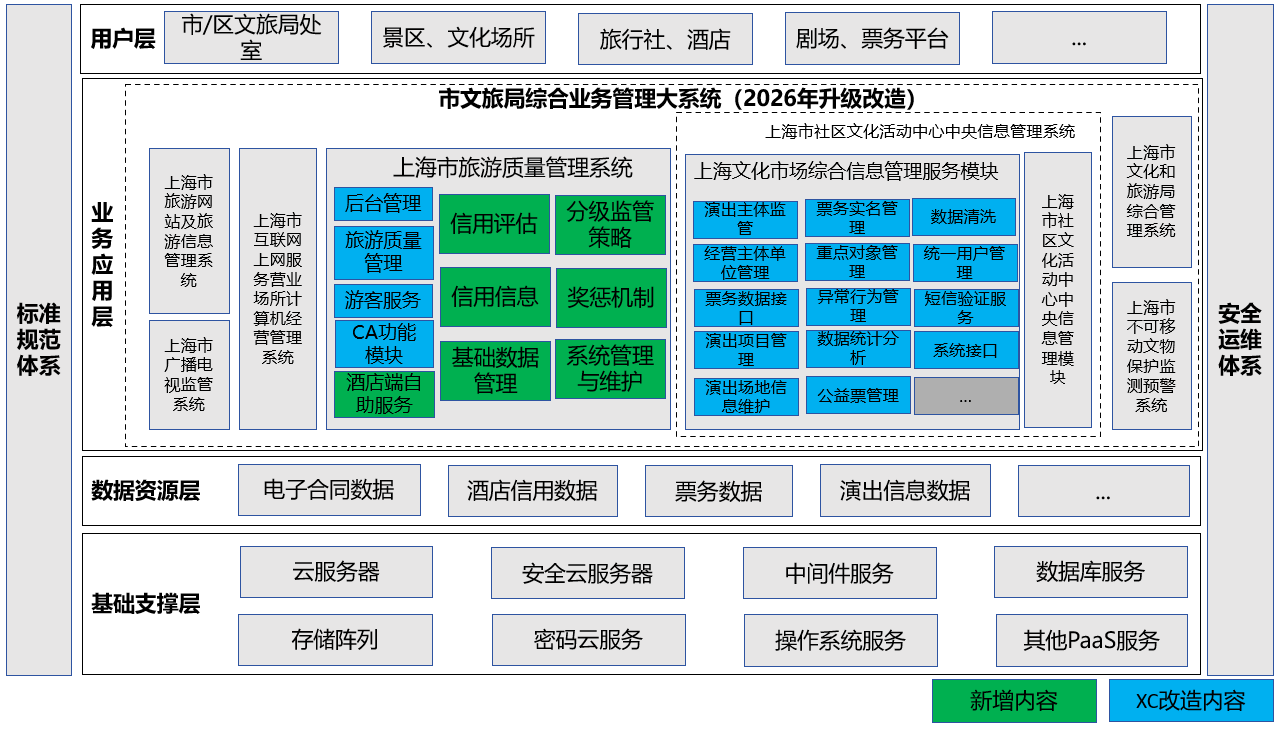 标准
规范
体系
用户层
市/区文旅局处
室
景区、文化场所
旅行社、酒店
剧场、票务平台
...
业
务
应
用
层
市文旅局综合业务管理大系统（2026年升级改造）
上海市
旅游网
站及旅
游信息
管理系
统
上海市
广播电
视监管
系统
上海市
互联网
上网服
务营业
场所计
算机经
营管理
系统
上海市旅游质量管理系统
后台管理
旅游质量
管理
游客服务
CA功能
模块
酒店端自
助服务
信用评估
分级监管
策略
信用信息
奖惩机制
基础数据
管理
系统管理
与维护
上海市社区文化活动中心中央信息管理系统
上海文化市场综合信息管理服务模块
演出主体监
管
票务实名管
理
数据清洗
经营主体单
位管理
重点对象管
理
统一用户管
理
票务数据接
口
异常行为管
理
短信验证服
务
演出项目管
理
数据统计分
析
系统接口
演出场地信
息维护
公益票管理
...
上海
市社
区文
化活
动中
心中
央信
息管
理模
块
上海市
文化和
旅游局
综合管
理系统
上海市
不可移
动文物
保护监
测预警
系统
数据资源层
电子合同数据
酒店信用数据
票务数据
演出信息数据
...
基础支撑层
云服务器
安全云服务器
中间件服务
数据库服务
存储阵列
密码云服务
操作系统服务
其他PaaS服务
安全
运维
体系
新增内容
XC改造内容